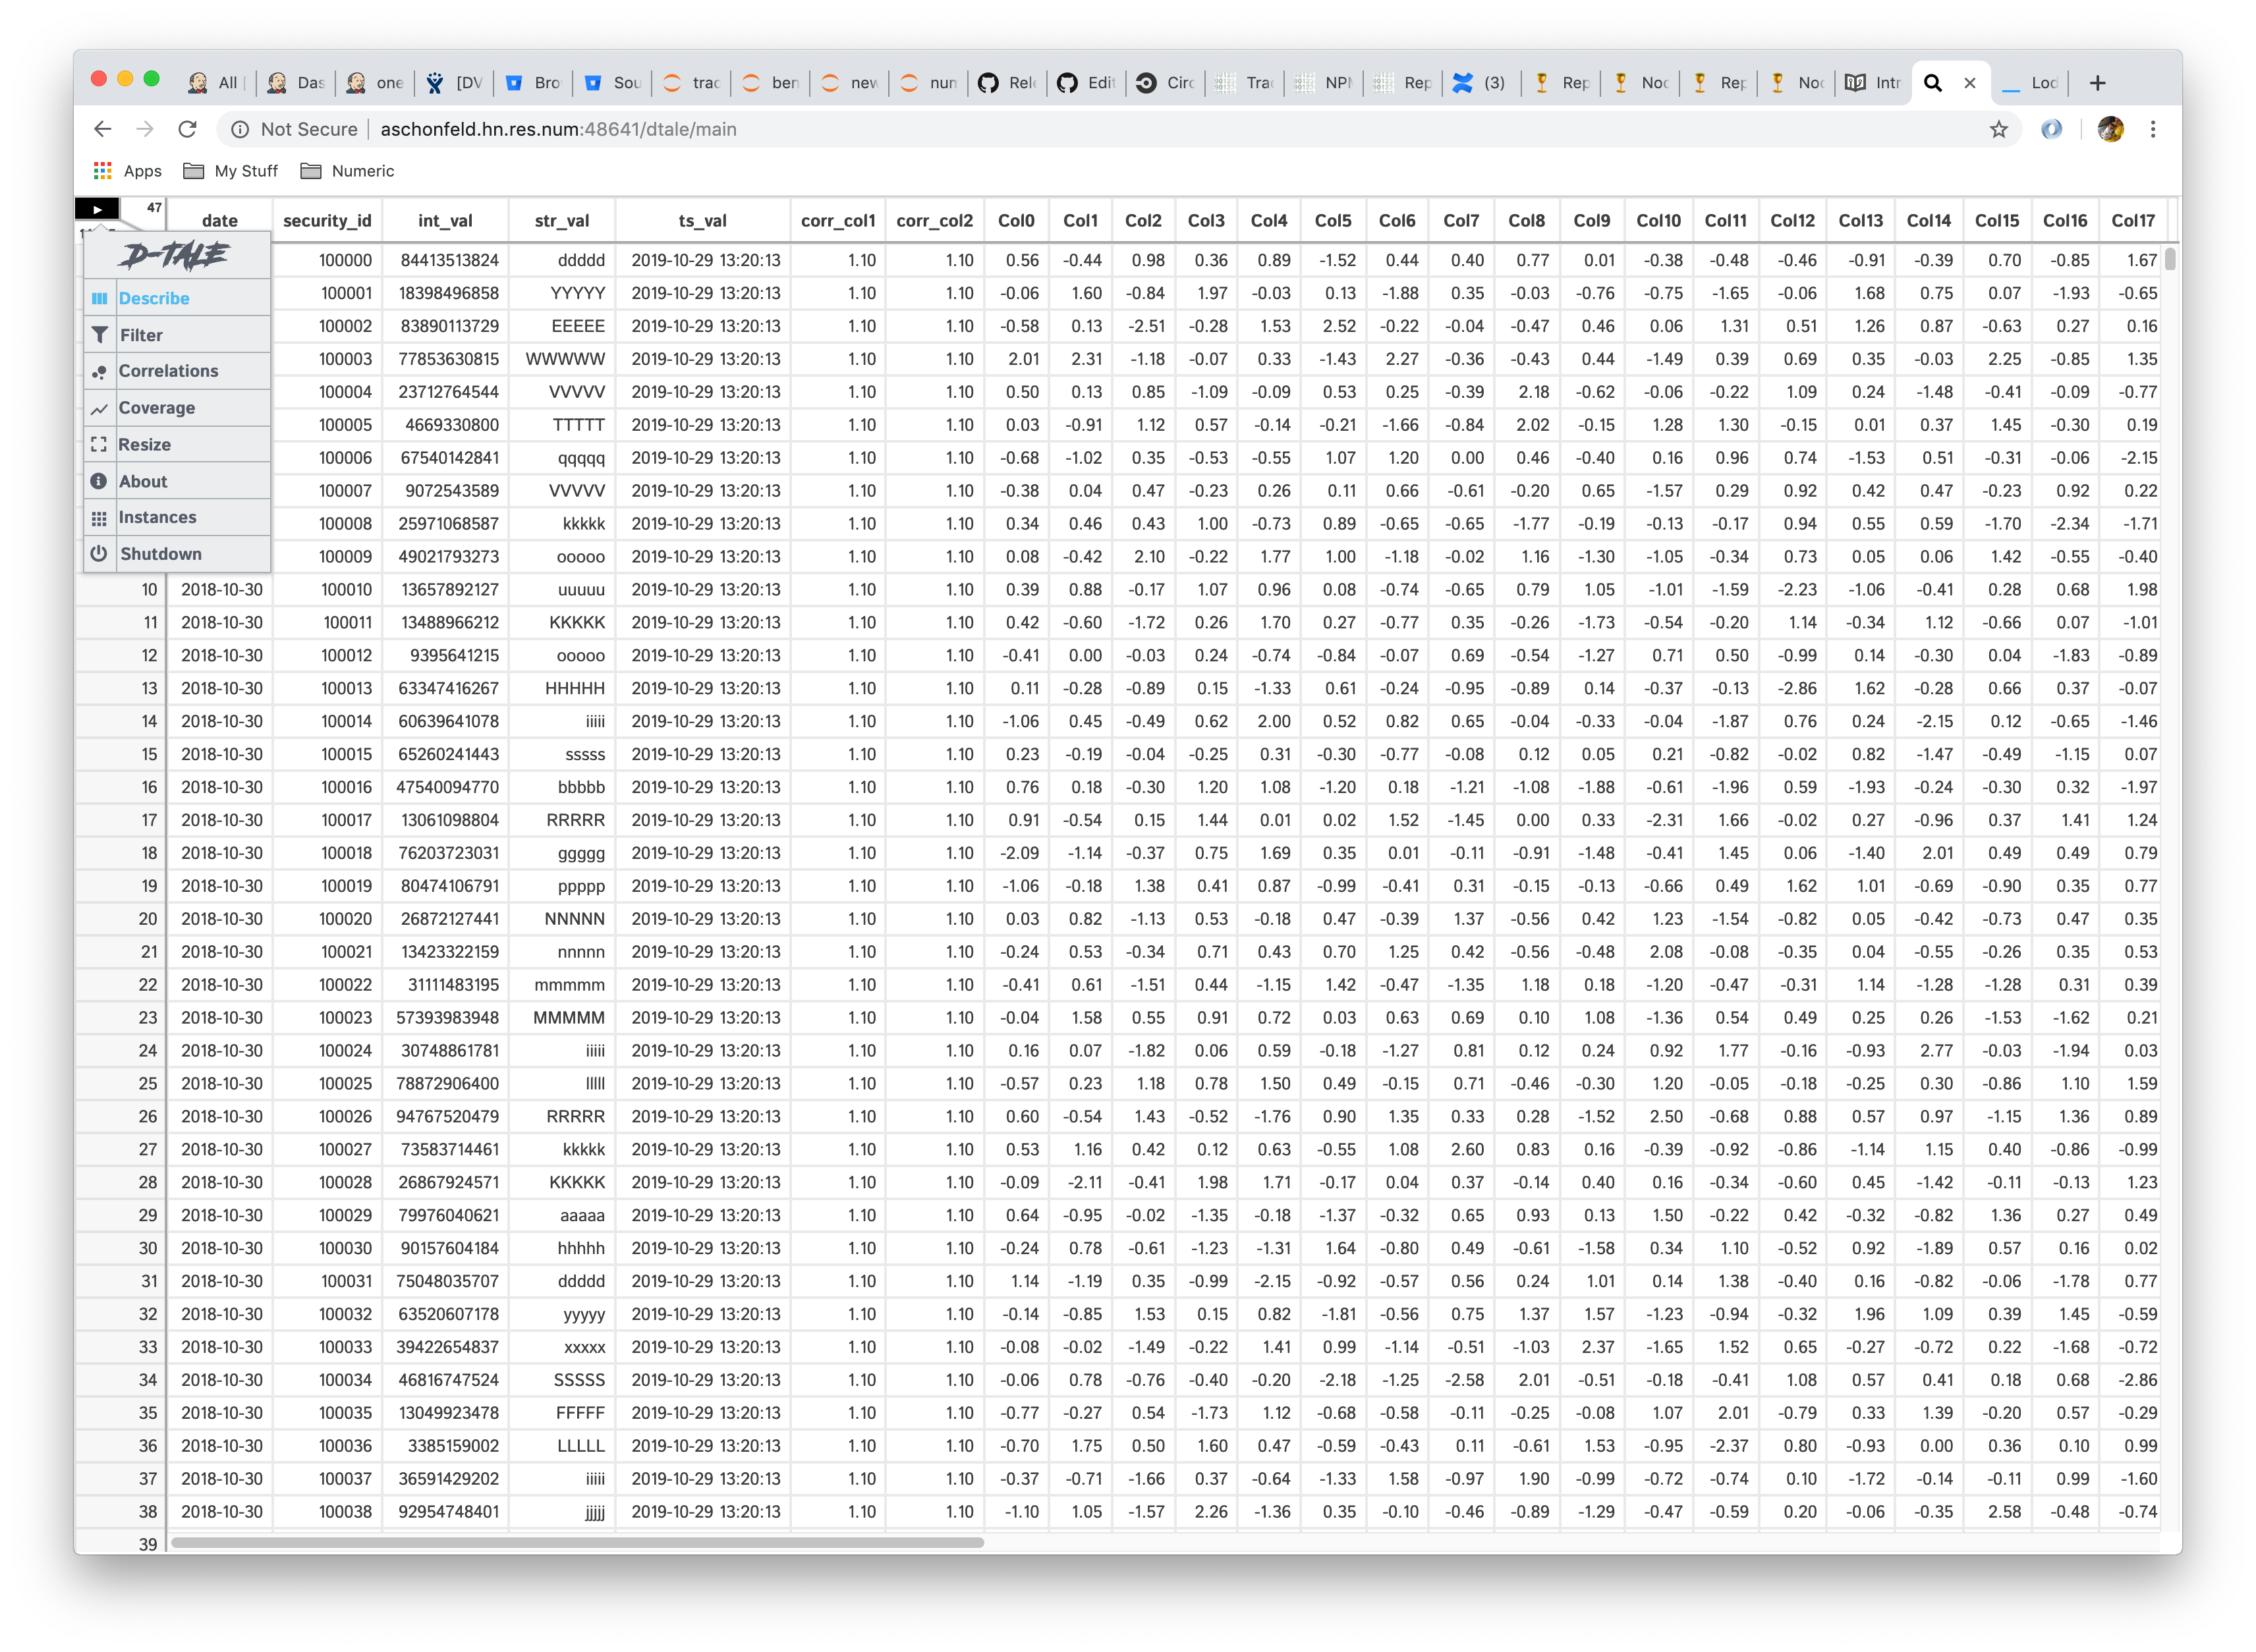 All Das one [DV Bro Sou trac ben new nun Rel Edit Circ Trac NPM Rep (3) Rep Noc Rep Noc Intr Loc
Not Secure aschonfeld.hn.res.num:48641/dtale/main
Apps My Stuff Numeric
47 date security_id int_val str_val ts_val corr_col1 corr_col2 Col0 Col1 Col2 Col3 Col4 Col5 Col6 Col7 Col8 Col9 Col10 Col11 Col12 Col13 Col14 Col15 Col16 Col17
D-TALE
Describe
Filter
Correlations
Coverage
Resize
About
Instances
Shutdown
100000 84413513824 ddddd 2019-10-29 13:20:13 1.10 1.10 0.56 -0.44 0.98 0.36 0.89 -1.52 0.44 0.40 0.77 0.01 -0.38 -0.48 -0.46 -0.91 -0.39 0.70 -0.85 1.67
100001 18398496858 YYYYY 2019-10-29 13:20:13 1.10 1.10 -0.06 1.60 -0.84 1.97 -0.03 0.13 -1.88 0.35 -0.03 -0.76 -0.75 -1.65 -0.06 1.68 0.75 0.07 -1.93 -0.65
100002 83890113729 EEEEE 2019-10-29 13:20:13 1.10 1.10 -0.58 0.13 -2.51 -0.28 1.53 2.52 -0.22 -0.04 -0.47 0.46 0.06 1.31 0.51 1.26 0.87 -0.63 0.27 0.16
100003 77853630815 WWWWW 2019-10-29 13:20:13 1.10 1.10 2.01 2.31 -1.18 -0.07 0.33 -1.43 2.27 -0.36 -0.43 0.44 -1.49 0.39 0.69 0.35 -0.03 2.25 -0.85 1.35
100004 23712764544 VVVVV 2019-10-29 13:20:13 1.10 1.10 0.50 0.13 0.85 -1.09 -0.09 0.53 0.25 -0.39 2.18 -0.62 -0.06 -0.22 1.09 0.24 -1.48 -0.41 -0.09 -0.77
100005 4669330800 TTTTT 2019-10-29 13:20:13 1.10 1.10 0.03 -0.91 1.12 0.57 -0.14 -0.21 -1.66 -0.84 2.02 -0.15 1.28 1.30 -0.15 0.01 0.37 1.45 -0.30 0.19
100006 67540142841 qqqqq 2019-10-29 13:20:13 1.10 1.10 -0.68 -1.02 0.35 -0.53 -0.55 1.07 1.20 0.00 0.46 -0.40 0.16 0.96 0.74 -1.53 0.51 -0.31 -0.06 -2.15
100007 9072543589 VVVVV 2019-10-29 13:20:13 1.10 1.10 -0.38 0.04 0.47 -0.23 0.26 0.11 0.66 -0.61 -0.20 0.65 -1.57 0.29 0.92 0.42 0.47 -0.23 0.92 0.22
100008 25971068587 kkkkk 2019-10-29 13:20:13 1.10 1.10 0.34 0.46 0.43 1.00 -0.73 0.89 -0.65 -0.65 -1.77 -0.19 -0.13 -0.17 0.94 0.55 0.59 -1.70 -2.34 -1.71
100009 49021793273 ooooo 2019-10-29 13:20:13 1.10 1.10 0.08 -0.42 2.10 -0.22 1.77 1.00 -1.18 -0.02 1.16 -1.30 -1.05 -0.34 0.73 0.05 0.06 1.42 -0.55 -0.40
10 2018-10-30 100010 13657892127 uuuuu 2019-10-29 13:20:13 1.10 1.10 0.39 0.88 -0.17 1.07 0.96 0.08 -0.74 -0.65 0.79 1.05 -1.01 -1.59 -2.23 -1.06 -0.41 0.28 0.68 1.98
11 2018-10-30 100011 13488966212 KKKKK 2019-10-29 13:20:13 1.10 1.10 0.42 -0.60 -1.72 0.26 1.70 0.27 -0.77 0.35 -0.26 -1.73 -0.54 -0.20 1.14 -0.34 1.12 -0.66 0.07 -1.01
12 2018-10-30 100012 9395641215 ooooo 2019-10-29 13:20:13 1.10 1.10 -0.41 0.00 -0.03 0.24 -0.74 -0.84 -0.07 0.69 -0.54 -1.27 0.71 0.50 -0.99 0.14 -0.30 0.04 -1.83 -0.89
13 2018-10-30 100013 63347416267 HHHHH 2019-10-29 13:20:13 1.10 1.10 0.11 -0.28 -0.89 0.15 -1.33 0.61 -0.24 -0.95 -0.89 0.14 -0.37 -0.13 -2.86 1.62 -0.28 0.66 0.37 -0.07
14 2018-10-30 100014 60639641078 iiiii 2019-10-29 13:20:13 1.10 1.10 -1.06 0.45 -0.49 0.62 2.00 0.52 0.82 0.65 -0.04 -0.33 -0.04 -1.87 0.76 0.24 -2.15 0.12 -0.65 -1.46
15 2018-10-30 100015 65260241443 sssss 2019-10-29 13:20:13 1.10 1.10 0.23 -0.19 -0.04 -0.25 0.31 -0.30 -0.77 -0.08 0.12 0.05 0.21 -0.82 -0.02 0.82 -1.47 -0.49 -1.15 0.07
16 2018-10-30 100016 47540094770 bbbbb 2019-10-29 13:20:13 1.10 1.10 0.76 0.18 -0.30 1.20 1.08 -1.20 0.18 -1.21 -1.08 -1.88 -0.61 -1.96 0.59 -1.93 -0.24 -0.30 0.32 -1.97
17 2018-10-30 100017 13061098804 RRRRR 2019-10-29 13:20:13 1.10 1.10 0.91 -0.54 0.15 1.44 0.01 0.02 1.52 -1.45 0.00 0.33 -2.31 1.66 -0.02 0.27 -0.96 0.37 1.41 1.24
18 2018-10-30 100018 76203723031 ggggg 2019-10-29 13:20:13 1.10 1.10 -2.09 -1.14 -0.37 0.75 1.69 0.35 0.01 -0.11 -0.91 -1.48 -0.41 1.45 0.06 -1.40 2.01 0.49 0.49 0.79
19 2018-10-30 100019 80474106791 ppppp 2019-10-29 13:20:13 1.10 1.10 -1.06 -0.18 1.38 0.41 0.87 -0.99 -0.41 0.31 -0.15 -0.13 -0.66 0.49 1.62 1.01 -0.69 -0.90 0.35 0.77
20 2018-10-30 100020 26872127441 NNNNN 2019-10-29 13:20:13 1.10 1.10 0.03 0.82 -1.13 0.53 -0.18 0.47 -0.39 1.37 -0.56 0.42 1.23 -1.54 -0.82 0.05 -0.42 -0.73 0.47 0.35
21 2018-10-30 100021 13423322159 nnnnn 2019-10-29 13:20:13 1.10 1.10 -0.24 0.53 -0.34 0.71 0.43 0.70 1.25 0.42 -0.56 -0.48 2.08 -0.08 -0.35 0.04 -0.55 -0.26 0.35 0.53
22 2018-10-30 100022 31111483195 mmmmm 2019-10-29 13:20:13 1.10 1.10 -0.41 0.61 -1.51 0.44 -1.15 1.42 -0.47 -1.35 1.18 0.18 -1.20 -0.47 -0.31 1.14 -1.28 -1.28 0.31 0.39
23 2018-10-30 100023 57393983948 MMMMM 2019-10-29 13:20:13 1.10 1.10 -0.04 1.58 0.55 0.91 0.72 0.03 0.63 0.69 0.10 1.08 -1.36 0.54 0.49 0.25 0.26 -1.53 -1.62 0.21
24 2018-10-30 100024 30748861781 iiiii 2019-10-29 13:20:13 1.10 1.10 0.16 0.07 -1.82 0.06 0.59 -0.18 -1.27 0.81 0.12 0.24 0.92 1.77 -0.16 -0.93 2.77 -0.03 -1.94 0.03
25 2018-10-30 100025 78872906400 lllll 2019-10-29 13:20:13 1.10 1.10 -0.57 0.23 1.18 0.78 1.50 0.49 -0.15 0.71 -0.46 -0.30 1.20 -0.05 -0.18 -0.25 0.30 -0.86 1.10 1.59
26 2018-10-30 100026 94767520479 RRRRR 2019-10-29 13:20:13 1.10 1.10 0.60 -0.54 1.43 -0.52 -1.76 0.90 1.35 0.33 0.28 -1.52 2.50 -0.68 0.88 0.57 0.97 -1.15 1.36 0.89
27 2018-10-30 100027 73583714461 kkkkk 2019-10-29 13:20:13 1.10 1.10 0.53 1.16 0.42 0.12 0.63 -0.55 1.08 2.60 0.83 0.16 -0.39 -0.92 -0.86 -1.14 1.15 0.40 -0.86 -0.99
28 2018-10-30 100028 26867924571 KKKKK 2019-10-29 13:20:13 1.10 1.10 -0.09 -2.11 -0.41 1.98 1.71 -0.17 0.04 0.37 -0.14 0.40 0.16 -0.34 -0.60 0.45 -1.42 -0.11 -0.13 1.23
29 2018-10-30 100029 79976040621 aaaaa 2019-10-29 13:20:13 1.10 1.10 0.64 -0.95 -0.02 -1.35 -0.18 -1.37 -0.32 0.65 0.93 0.13 1.50 -0.22 0.42 -0.32 -0.82 1.36 0.27 0.49
30 2018-10-30 100030 90157604184 hhhhh 2019-10-29 13:20:13 1.10 1.10 -0.24 0.78 -0.61 -1.23 -1.31 1.64 -0.80 0.49 -0.61 -1.58 0.34 1.10 -0.52 0.92 -1.89 0.57 0.16 0.02
31 2018-10-30 100031 75048035707 ddddd 2019-10-29 13:20:13 1.10 1.10 1.14 -1.19 0.35 -0.99 -2.15 -0.92 -0.57 0.56 0.24 1.01 0.14 1.38 -0.40 0.16 -0.82 -0.06 -1.78 0.77
32 2018-10-30 100032 63520607178 yyyyy 2019-10-29 13:20:13 1.10 1.10 -0.14 -0.85 1.53 0.15 0.82 -1.81 -0.56 0.75 1.37 1.57 -1.23 -0.94 -0.32 1.96 1.09 0.39 1.45 -0.59
33 2018-10-30 100033 39422654837 xxxxx 2019-10-29 13:20:13 1.10 1.10 -0.08 -0.02 -1.49 -0.22 1.41 0.99 -1.14 -0.51 -1.03 2.37 -1.65 1.52 0.65 -0.27 -0.72 0.22 -1.68 -0.72
34 2018-10-30 100034 46816747524 SSSSS 2019-10-29 13:20:13 1.10 1.10 -0.06 0.78 -0.76 -0.40 -0.20 -2.18 -1.25 -2.58 2.01 -0.51 -0.18 -0.41 1.08 0.57 0.41 0.18 0.68 -2.86
35 2018-10-30 100035 13049923478 FFFFF 2019-10-29 13:20:13 1.10 1.10 -0.77 -0.27 0.54 -1.73 1.12 -0.68 -0.58 -0.11 -0.25 -0.08 1.07 2.01 -0.79 0.33 1.39 -0.20 0.57 -0.29
36 2018-10-30 100036 3385159002 LLLLL 2019-10-29 13:20:13 1.10 1.10 -0.70 1.75 0.50 1.60 0.47 -0.59 -0.43 0.11 -0.61 1.53 -0.95 -2.37 0.80 -0.93 0.00 0.36 0.10 0.99
37 2018-10-30 100037 36591429202 iiiii 2019-10-29 13:20:13 1.10 1.10 -0.37 -0.71 -1.66 0.37 -0.64 -1.33 1.58 -0.97 1.90 -0.99 -0.72 -0.74 0.10 -1.72 -0.14 -0.11 0.99 -1.60
38 2018-10-30 100038 92954748401 jjjjj 2019-10-29 13:20:13 1.10 1.10 -1.10 1.05 -1.57 2.26 -1.36 0.35 -0.10 -0.46 -0.89 -1.29 -0.47 -0.59 0.20 -0.06 -0.35 2.58 -0.48 -0.74
39